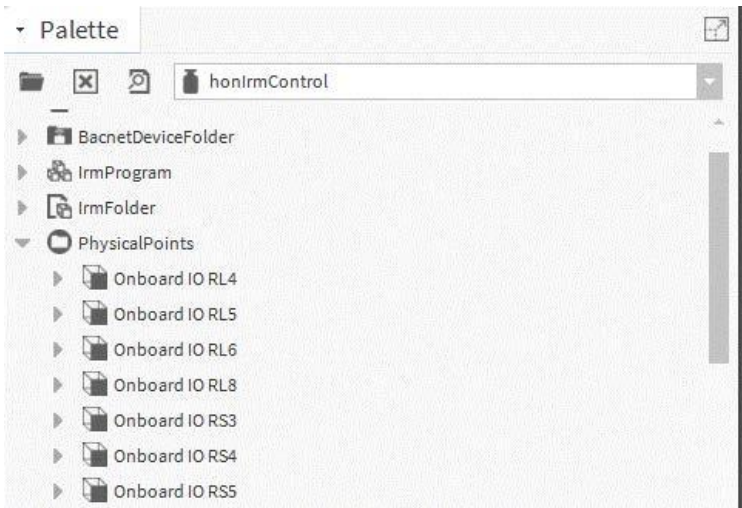 Palette
honIrmControl
BacnetDeviceFolder
IrmProgram
IrmFolder
PhysicalPoints
Onboard IO RL4
Onboard IO RL5
Onboard IO RL6
Onboard IO RL8
Onboard IO RS3
Onboard IO RS4
Onboard IO RS5